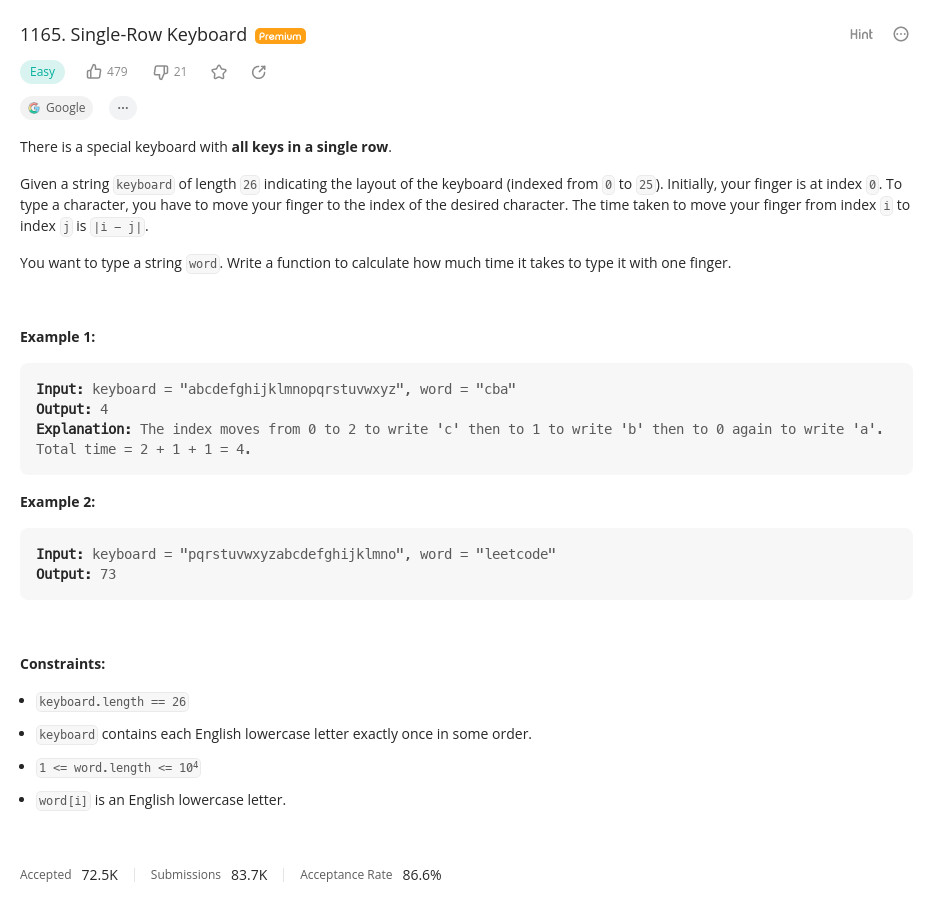 1165. Single-Row Keyboard Premium Hint
Easy 479 21
Google ...
There is a special keyboard with all keys in a single row.
Given a string keyboard of length 26 indicating the layout of the keyboard (indexed from 0 to 25). Initially, your finger is at index 0. To
type a character, you have to move your finger to the index of the desired character. The time taken to move your finger from index i to
index j is |i − j|.
You want to type a string word. Write a function to calculate how much time it takes to type it with one finger.
Example 1:
Input: keyboard = "abcdefghijklmnopqrstuvwxyz", word = "cba"
Output: 4
Explanation: The index moves from 0 to 2 to write 'c' then to 1 to write 'b' then to 0 again to write 'a'.
Total time = 2 + 1 + 1 = 4.
Example 2:
Input: keyboard = "pqrstuvwxyzabcdefghijklmno", word = "leetcode"
Output: 73
Constraints:
• keyboard.length == 26
• keyboard contains each English lowercase letter exactly once in some order.
• 1 <= word.length <= 10⁴
• word[i] is an English lowercase letter.
Accepted 72.5K Submissions 83.7K Acceptance Rate 86.6%